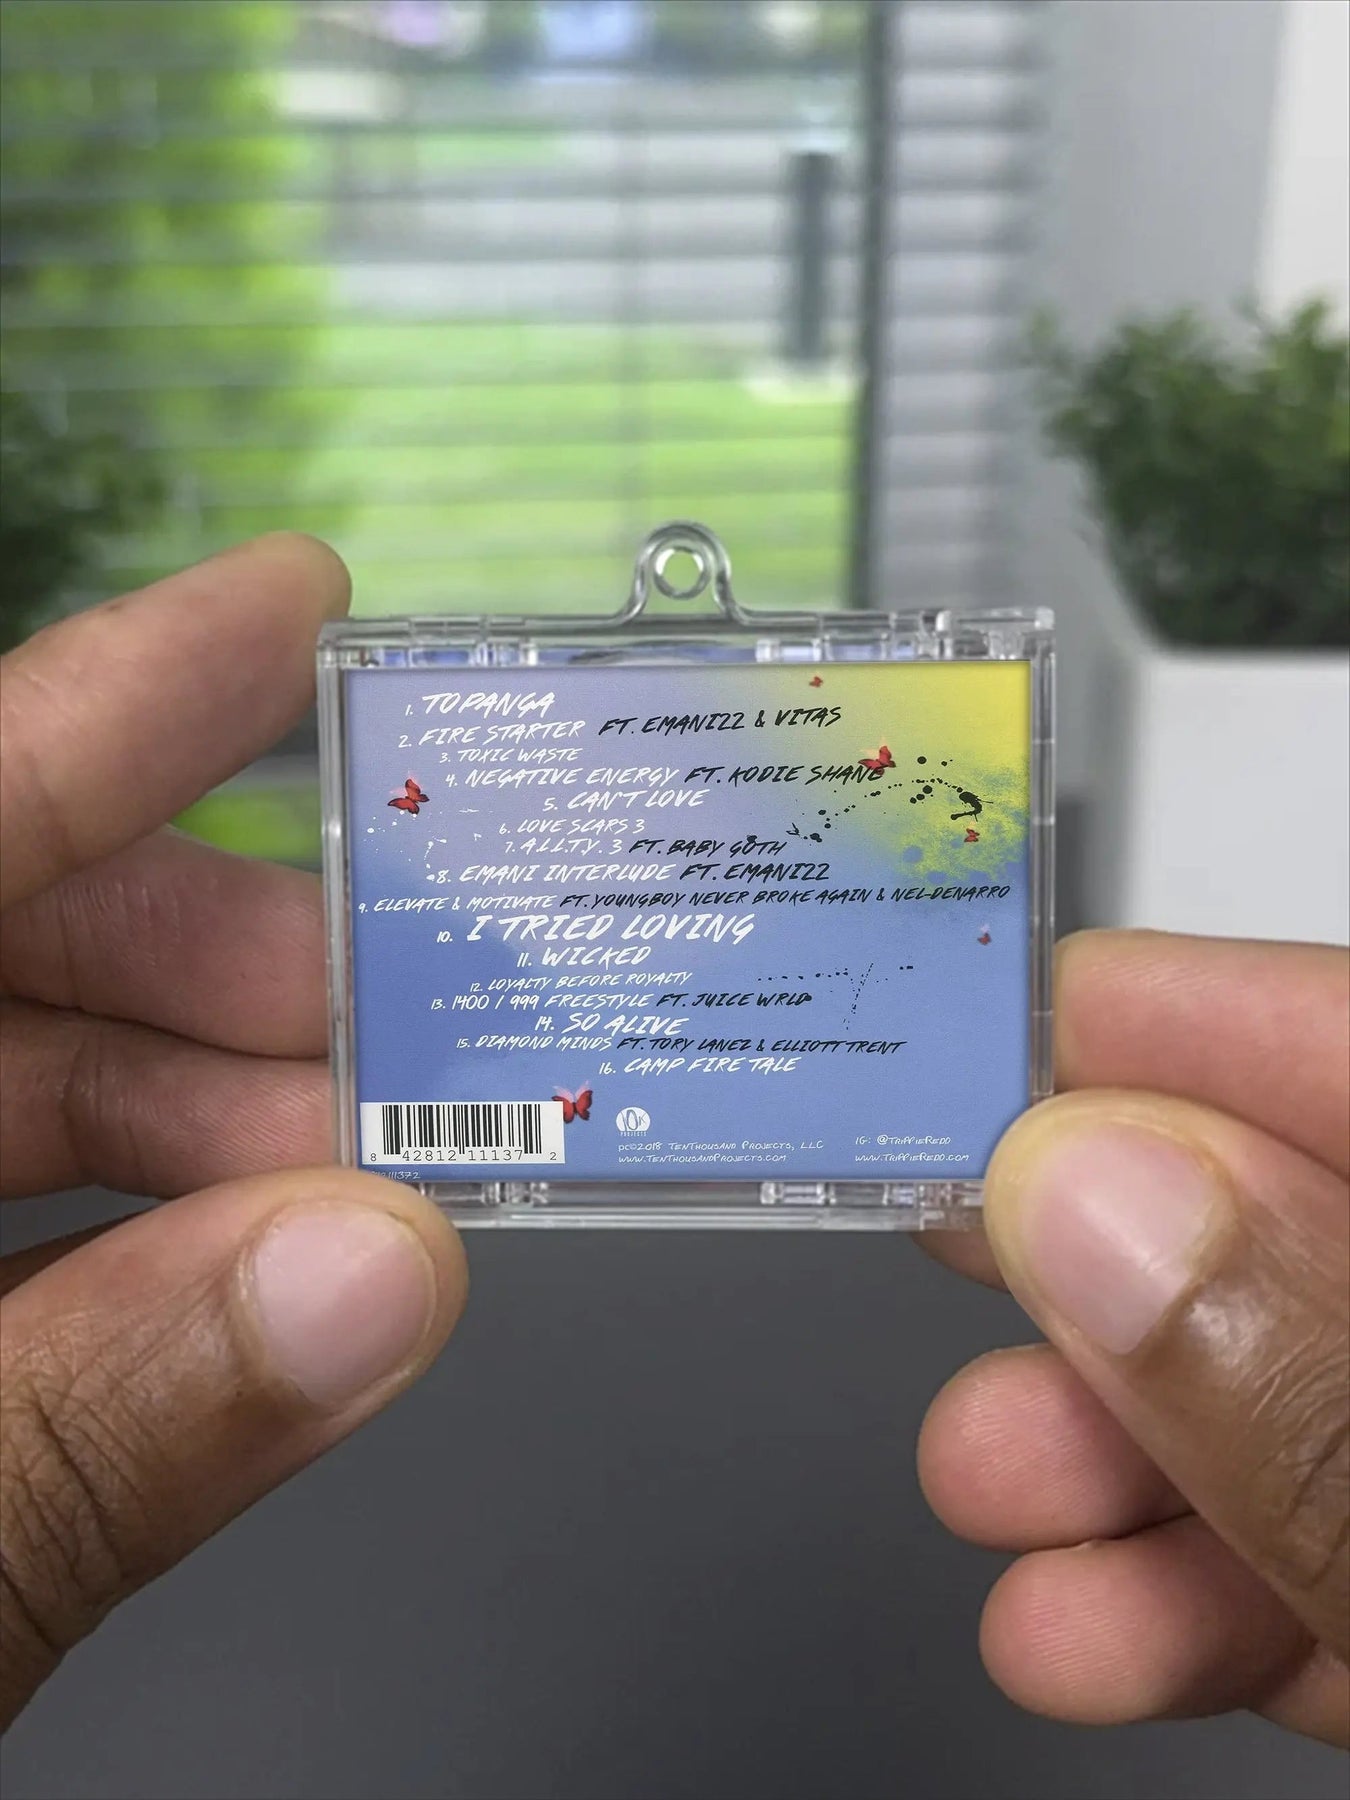 1. TOPANGA
2. FIRE STARTER FT. EMANI22 & VITAS
3. TOXIC WASTE
4. NEGATIVE ENERGY FT. KODIE SHANE
5. CAN'T LOVE
6. LOVE SCARS 3
7. A.L.L.T.Y. 3 FT. BABY GOTH
8. EMANI INTERLUDE FT. EMANI22
9. ELEVATE & MOTIVATE FT. YOUNGBOY NEVER BROKE AGAIN & NEL-DENARRO
10. I TRIED LOVING
11. WICKED
12. LOYALTY BEFORE ROYALTY
13. 1400 / 999 FREESTYLE FT. JUICE WRLD
14. SO ALIVE
15. DIAMOND MINDS FT. TORY LANEZ & ELLIOTT TRENT
16. CAMP FIRE TALE
10K
PROJECTS
P©2018 TENTHOUSAND PROJECTS, LLC
WWW.TENTHOUSANDPROJECTS.COM
IG: @TRIPPIEREDD
WWW.TRIPPIEREDD.COM
8 42812 11137 2